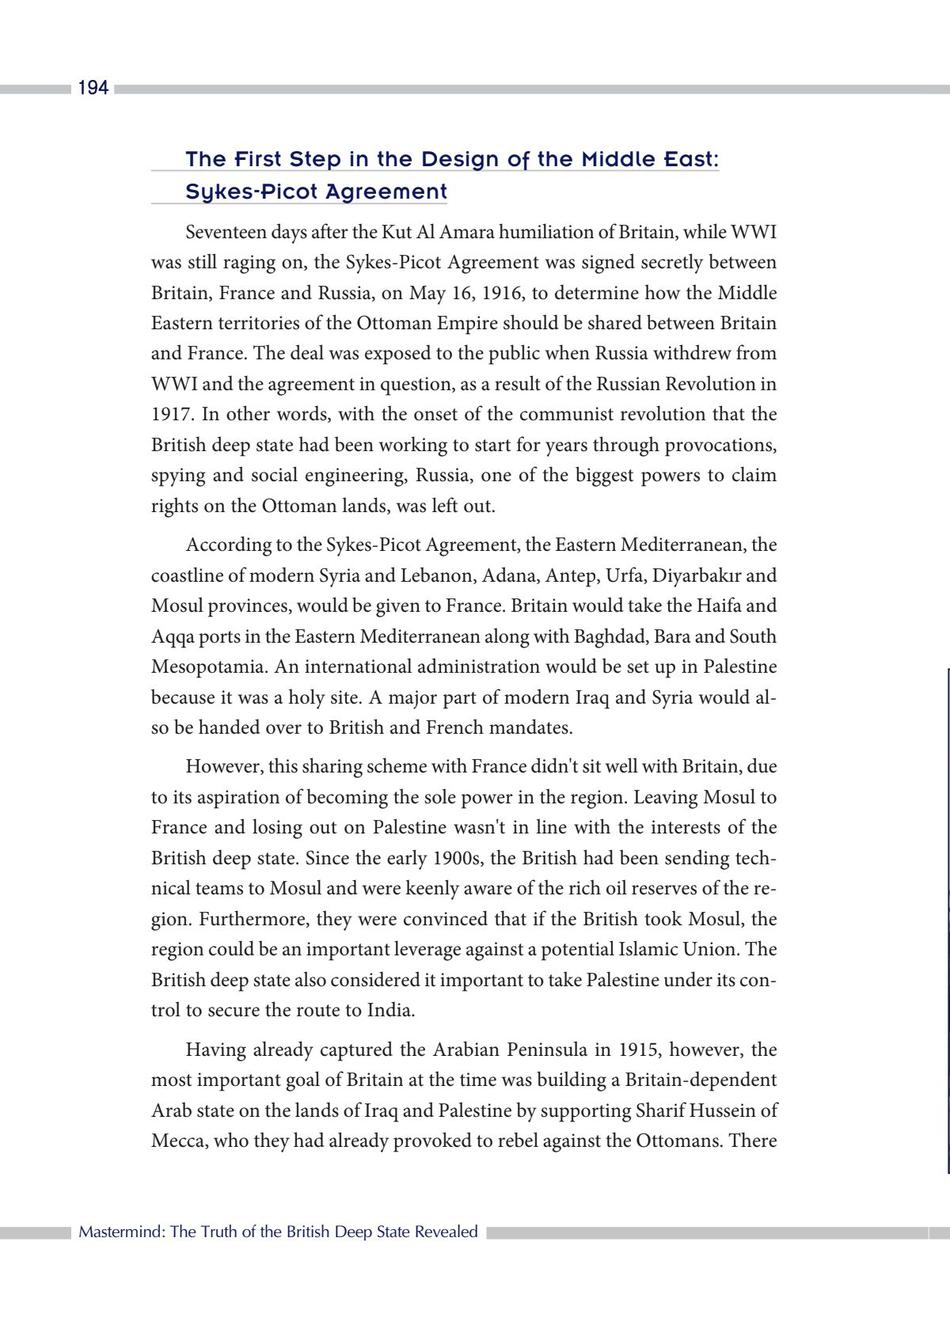 194
The First Step in the Design of the Middle East:
Sykes-Picot Agreement
Seventeen days after the Kut Al Amara humiliation of Britain, while WWI
was still raging on, the Sykes-Picot Agreement was signed secretly between
Britain, France and Russia, on May 16, 1916, to determine how the Middle
Eastern territories of the Ottoman Empire should be shared between Britain
and France. The deal was exposed to the public when Russia withdrew from
WWI and the agreement in question, as a result of the Russian Revolution in
1917. In other words, with the onset of the communist revolution that the
British deep state had been working to start for years through provocations,
spying and social engineering, Russia, one of the biggest powers to claim
rights on the Ottoman lands, was left out.
According to the Sykes-Picot Agreement, the Eastern Mediterranean, the
coastline of modern Syria and Lebanon, Adana, Antep, Urfa, Diyarbakır and
Mosul provinces, would be given to France. Britain would take the Haifa and
Aqqa ports in the Eastern Mediterranean along with Baghdad, Bara and South
Mesopotamia. An international administration would be set up in Palestine
because it was a holy site. A major part of modern Iraq and Syria would al-
so be handed over to British and French mandates.
However, this sharing scheme with France didn't sit well with Britain, due
to its aspiration of becoming the sole power in the region. Leaving Mosul to
France and losing out on Palestine wasn't in line with the interests of the
British deep state. Since the early 1900s, the British had been sending tech-
nical teams to Mosul and were keenly aware of the rich oil reserves of the re-
gion. Furthermore, they were convinced that if the British took Mosul, the
region could be an important leverage against a potential Islamic Union. The
British deep state also considered it important to take Palestine under its con-
trol to secure the route to India.
Having already captured the Arabian Peninsula in 1915, however, the
most important goal of Britain at the time was building a Britain-dependent
Arab state on the lands of Iraq and Palestine by supporting Sharif Hussein of
Mecca, who they had already provoked to rebel against the Ottomans. There
Mastermind: The Truth of the British Deep State Revealed